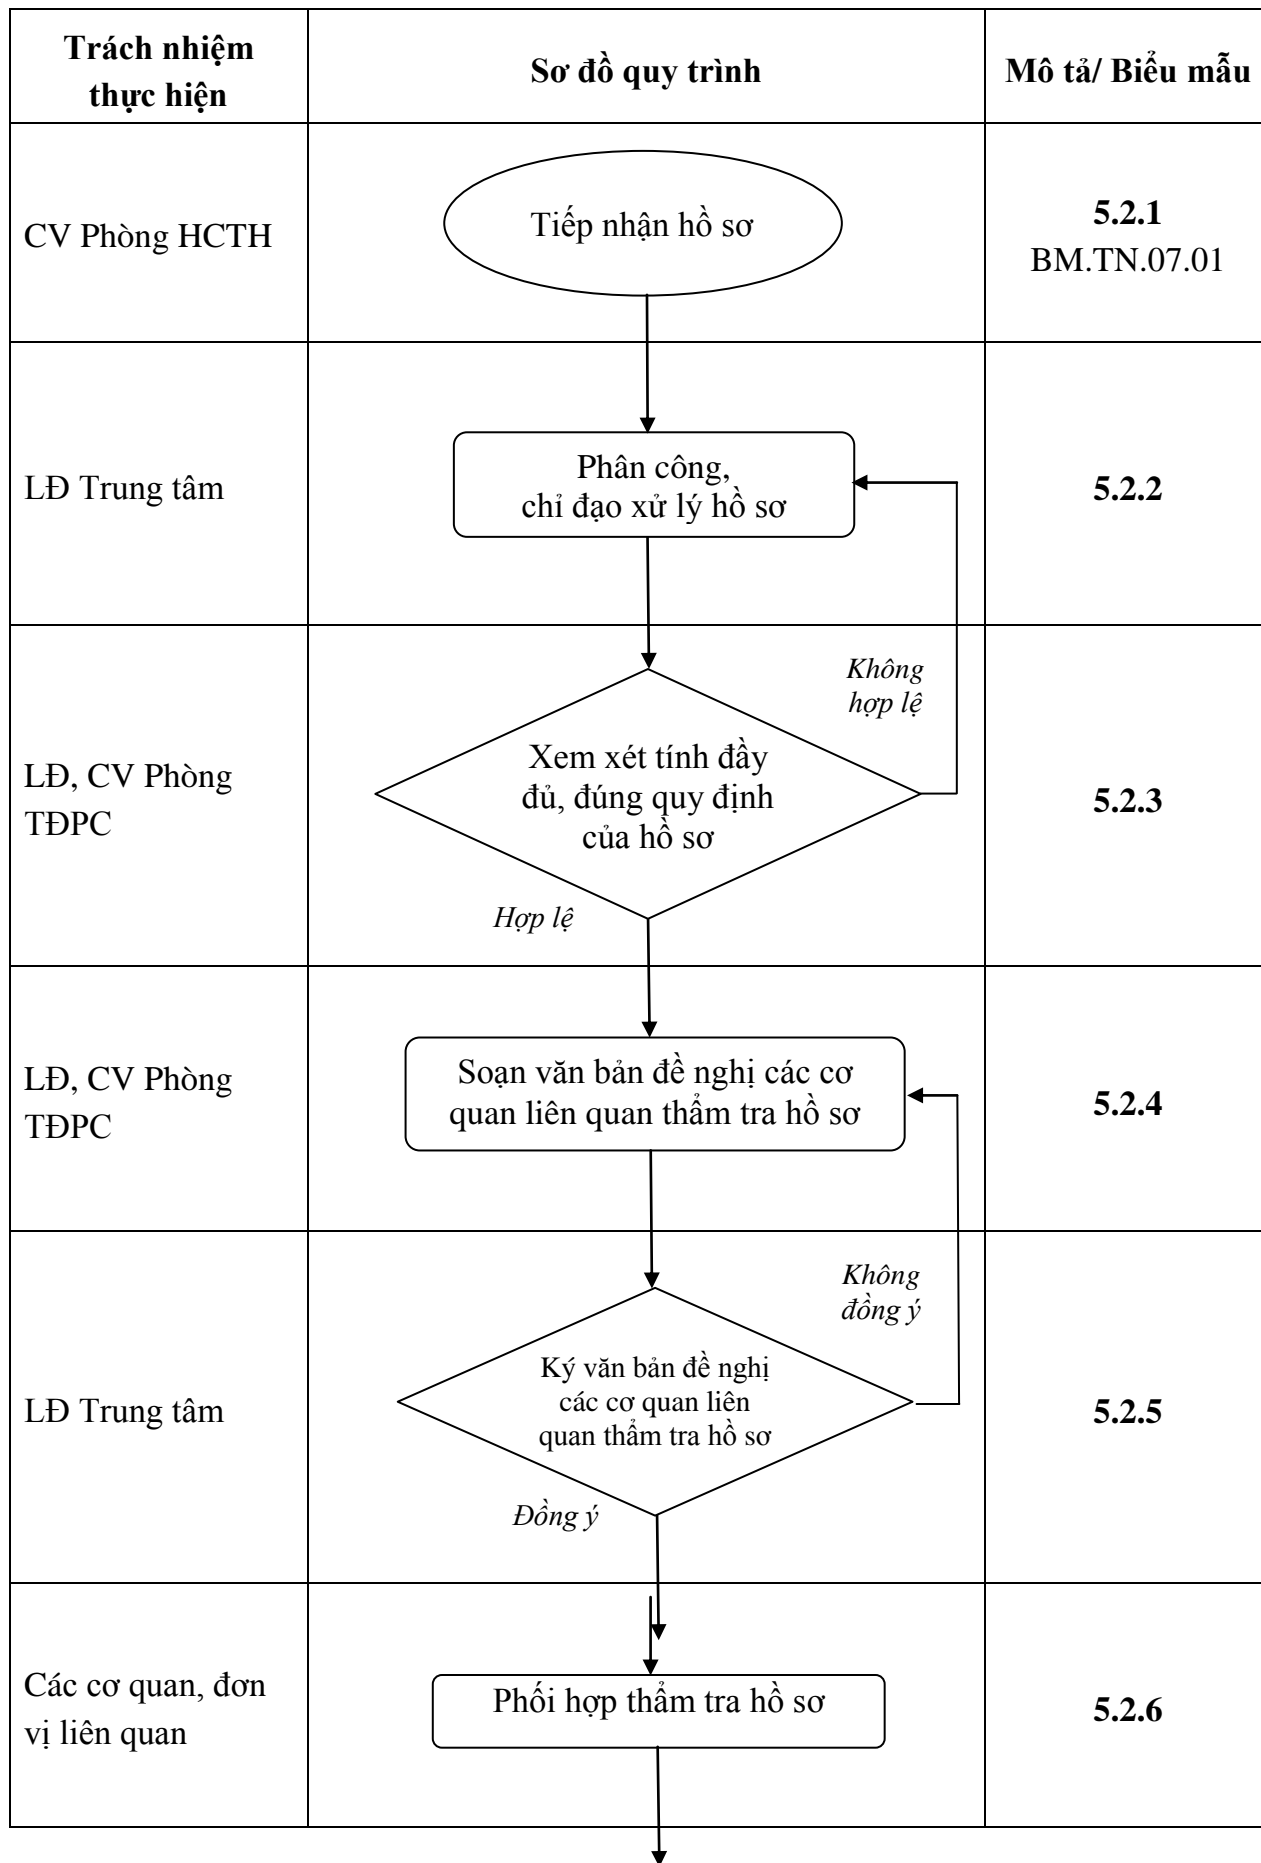 Trách nhiệm
thực hiện
Sơ đồ quy trình
Mô tả/ Biểu mẫu
CV Phòng HCTH
Tiếp nhận hồ sơ
5.2.1
BM.TN.07.01
LĐ Trung tâm
Phân công,
chỉ đạo xử lý hồ sơ
5.2.2
Không
hợp lệ
LĐ, CV Phòng
TĐPC
Xem xét tính đầy
đủ, đúng quy định
của hồ sơ
5.2.3
Hợp lệ
LĐ, CV Phòng
TĐPC
Soạn văn bản đề nghị các cơ
quan liên quan thẩm tra hồ sơ
5.2.4
Không
đồng ý
LĐ Trung tâm
Ký văn bản đề nghị
các cơ quan liên
quan thẩm tra hồ sơ
5.2.5
Đồng ý
Các cơ quan, đơn
vị liên quan
Phối hợp thẩm tra hồ sơ
5.2.6